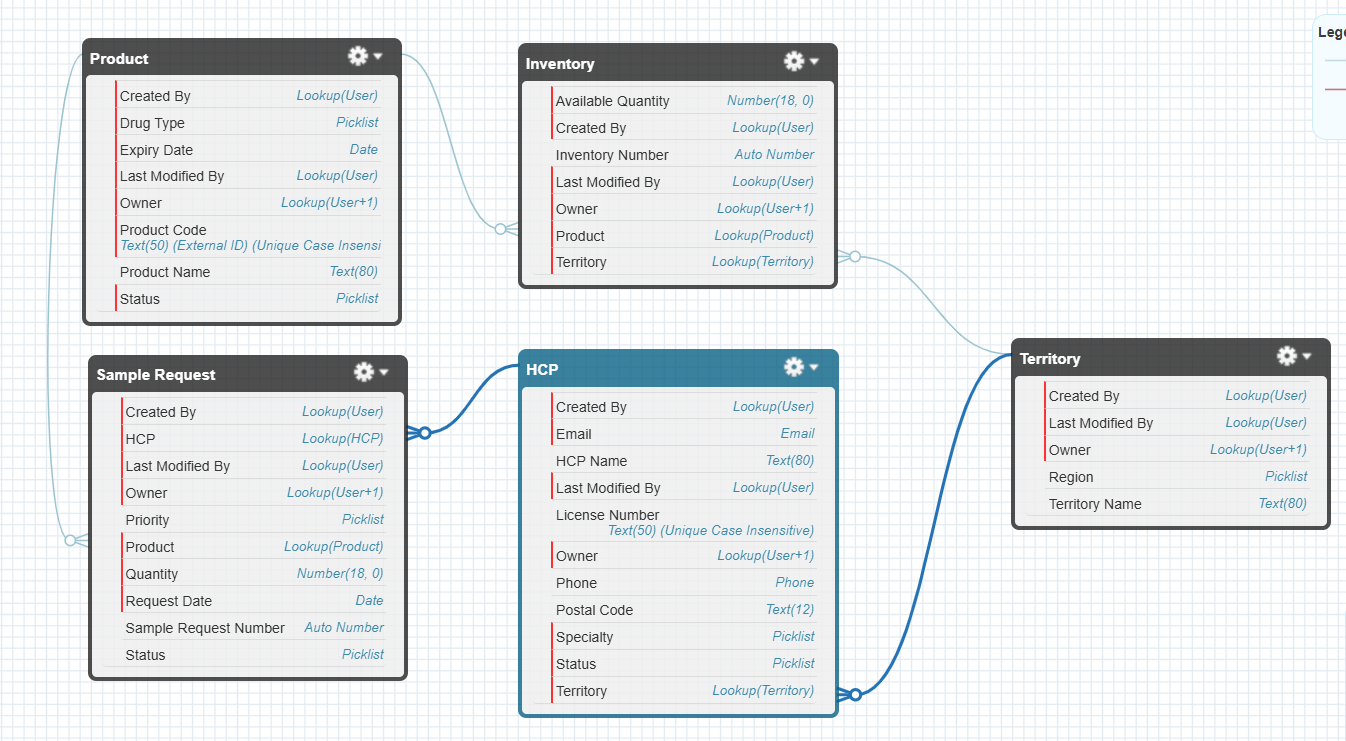 Product
Created By Lookup(User)
Drug Type Picklist
Expiry Date Date
Last Modified By Lookup(User)
Owner Lookup(User+1)
Product Code
Text(50) (External ID) (Unique Case Insensi
Product Name Text(80)
Status Picklist
Inventory
Available Quantity Number(18, 0)
Created By Lookup(User)
Inventory Number Auto Number
Last Modified By Lookup(User)
Owner Lookup(User+1)
Product Lookup(Product)
Territory Lookup(Territory)
Lege
Sample Request
Created By Lookup(User)
HCP Lookup(HCP)
Last Modified By Lookup(User)
Owner Lookup(User+1)
Priority Picklist
Product Lookup(Product)
Quantity Number(18, 0)
Request Date Date
Sample Request Number Auto Number
Status Picklist
HCP
Created By Lookup(User)
Email Email
HCP Name Text(80)
Last Modified By Lookup(User)
License Number
Text(50) (Unique Case Insensitive)
Owner Lookup(User+1)
Phone Phone
Postal Code Text(12)
Specialty Picklist
Status Picklist
Territory Lookup(Territory)
Territory
Created By Lookup(User)
Last Modified By Lookup(User)
Owner Lookup(User+1)
Region Picklist
Territory Name Text(80)